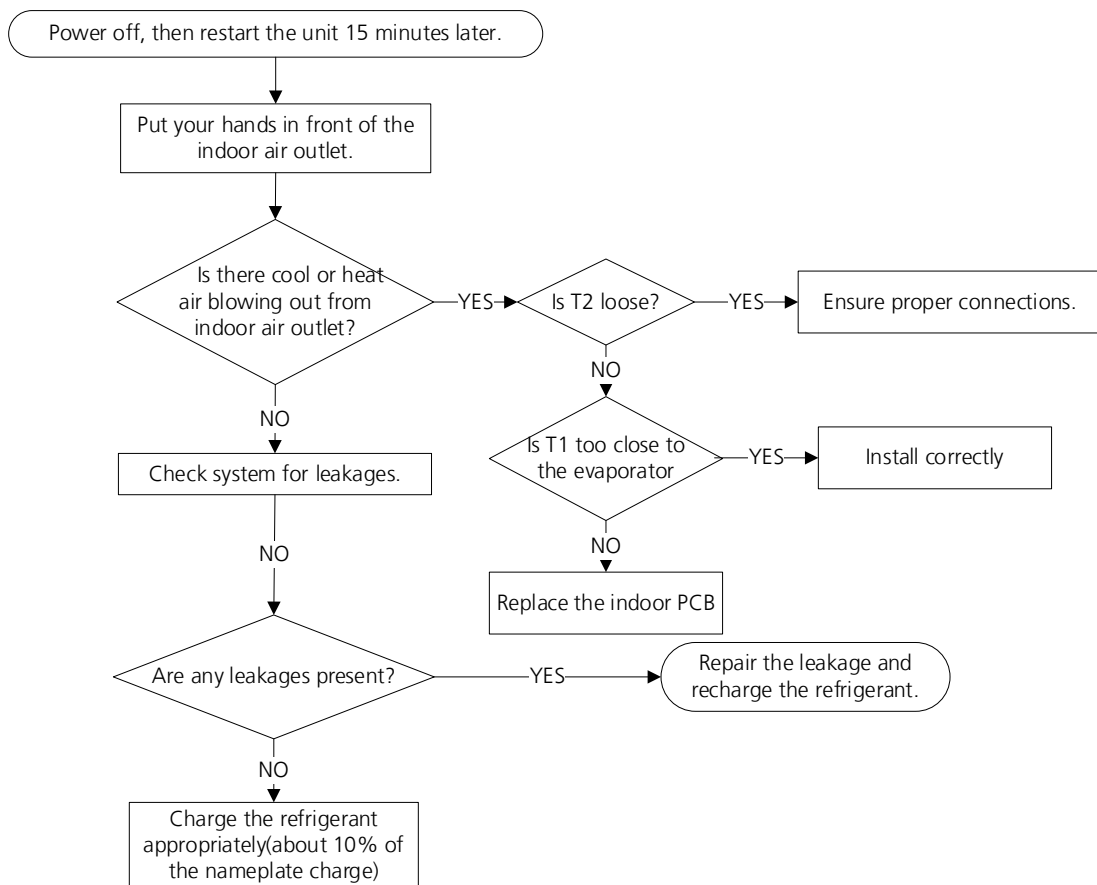 Power off, then restart the unit 15 minutes later.
Put your hands in front of the
indoor air outlet.
Is there cool or heat
air blowing out from
indoor air outlet?
YES
Is T2 loose?
YES
Ensure proper connections.
NO
NO
Is T1 too close to
the evaporator
YES
Install correctly
Check system for leakages.
NO
NO
Replace the indoor PCB
Are any leakages present?
YES
Repair the leakage and
recharge the refrigerant.
NO
Charge the refrigerant
appropriately(about 10% of
the nameplate charge)